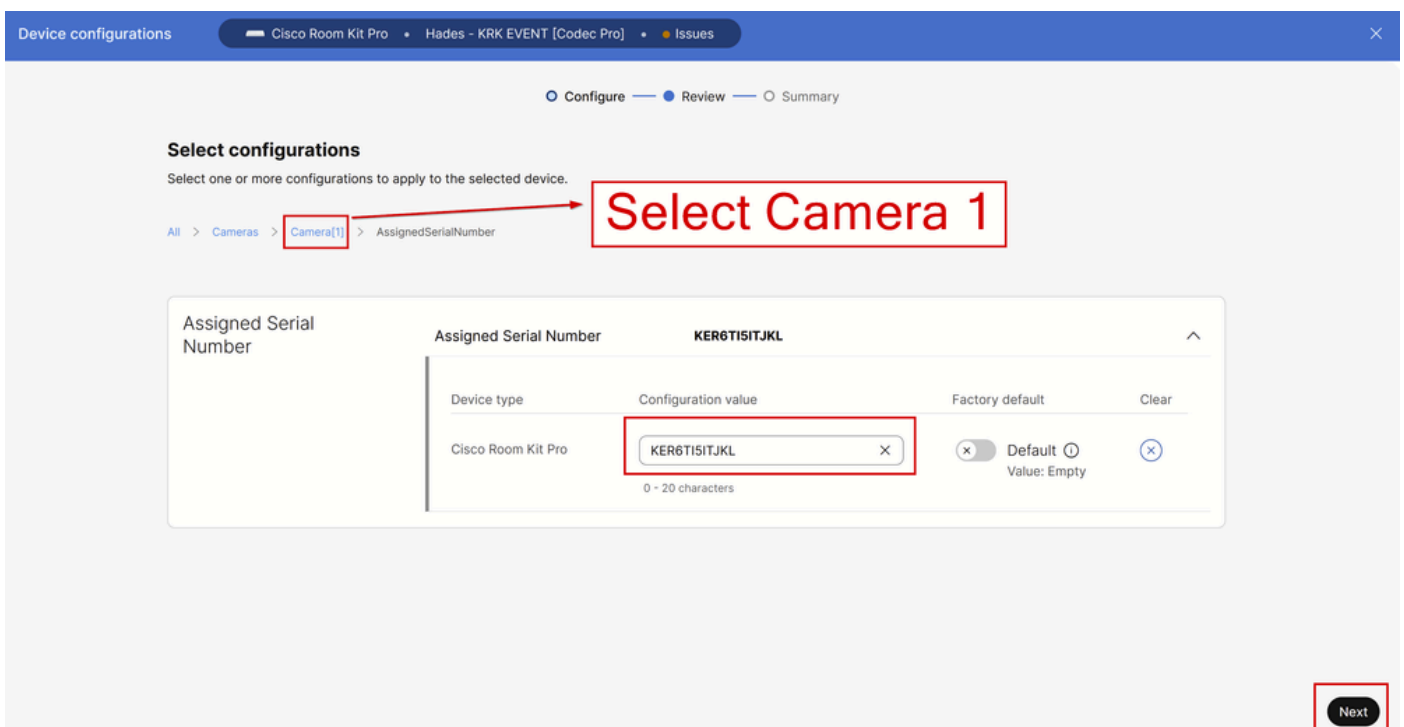 Device configurations
Cisco Room Kit Pro • Hades - KRK EVENT [Codec Pro] • Issues
Configure
Review
Summary
Select configurations
Select one or more configurations to apply to the selected device.
Select Camera 1
All > Cameras > Camera[1] > AssignedSerialNumber
Assigned Serial
Number
Assigned Serial Number
KER6TI5ITJKL
Device type
Configuration value
Factory default
Clear
Cisco Room Kit Pro
KER6TI5ITJKL
Default
Value: Empty
0 - 20 characters
Next